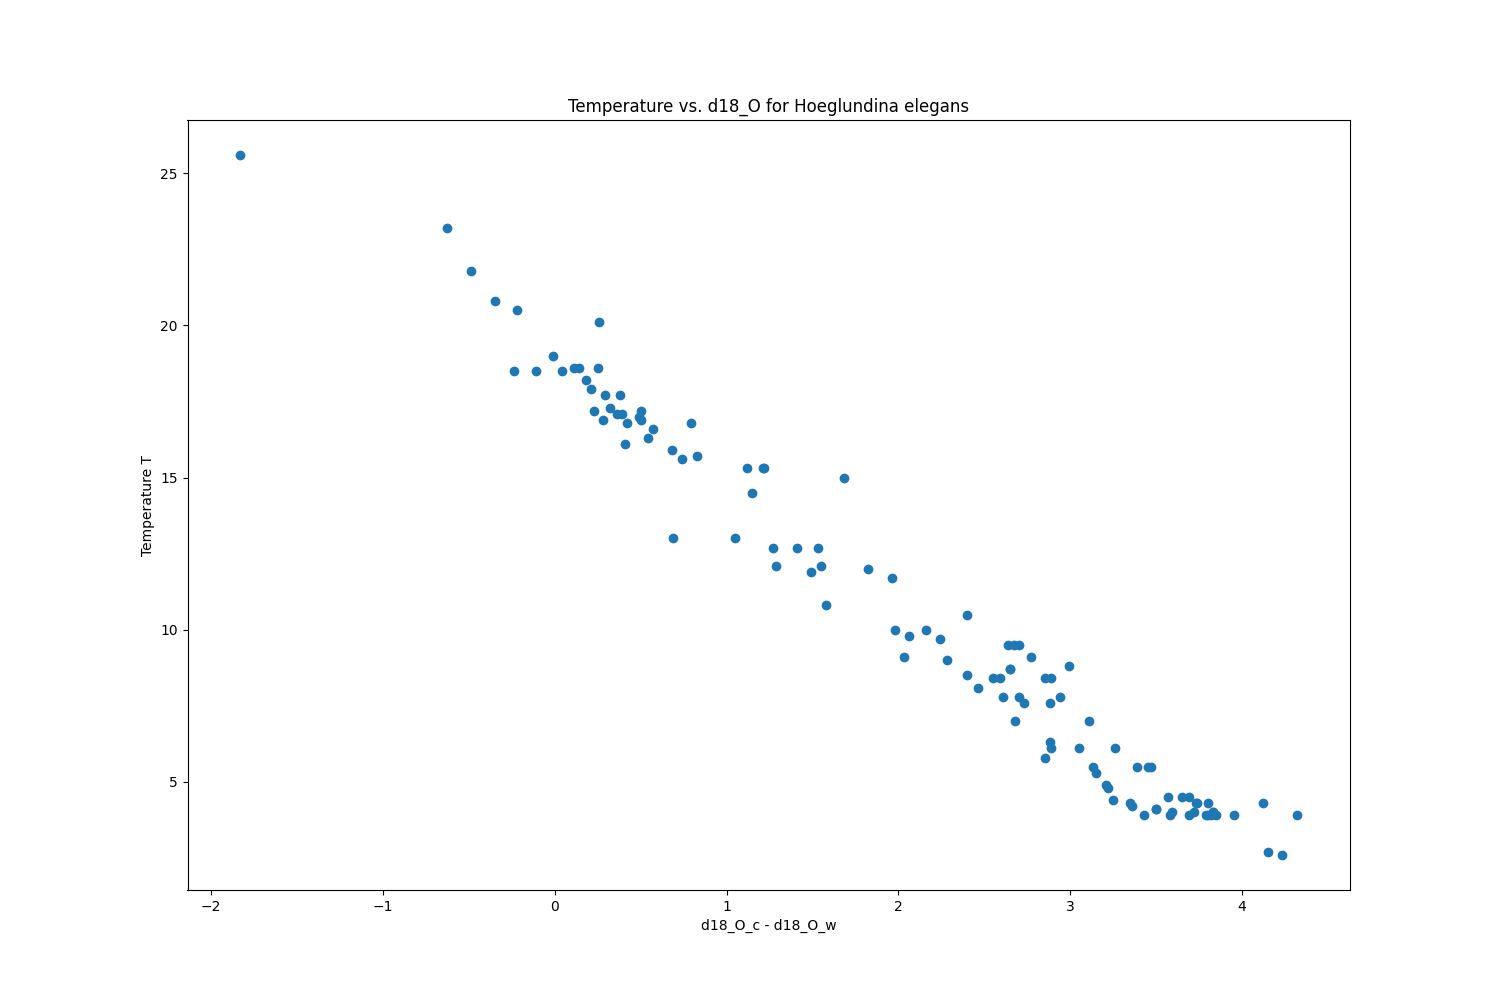 Temperature vs. d18_O for Hoeglundina elegans
25
20
15
10
5
Temperature T
−2 −1 0 1 2 3 4
d18_O_c - d18_O_w